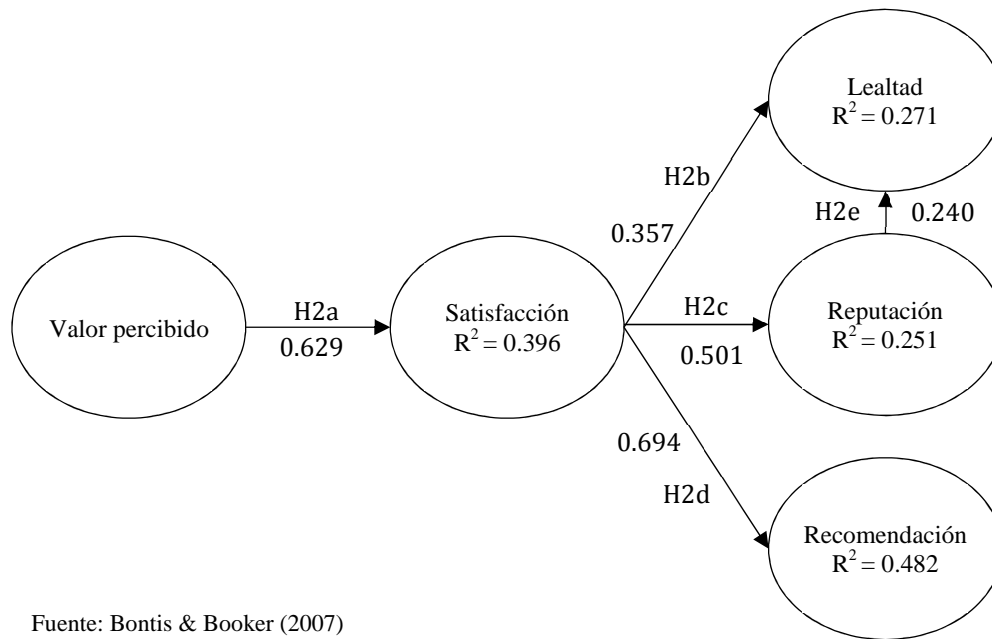 Lealtad
R² = 0.271
H2b
0.357
H2e 0.240
Valor percibido
H2a
0.629
Satisfacción
R² = 0.396
H2c
0.501
Reputación
R² = 0.251
0.694
H2d
Recomendación
R² = 0.482
Fuente: Bontis & Booker (2007)